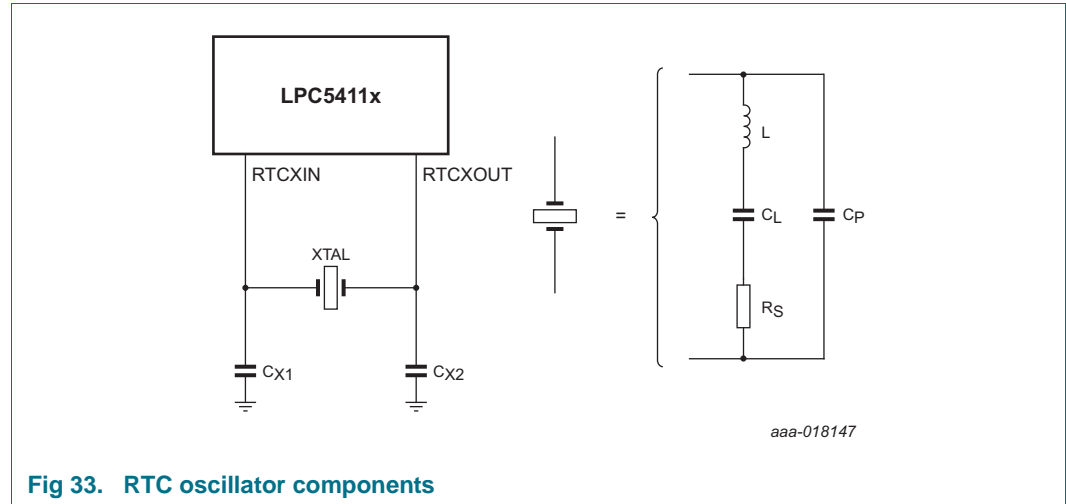 LPC5411x
RTCXIN
RTCXOUT
XTAL
CX1
CX2
=
L
CL
CP
RS
aaa-018147
Fig 33. RTC oscillator components